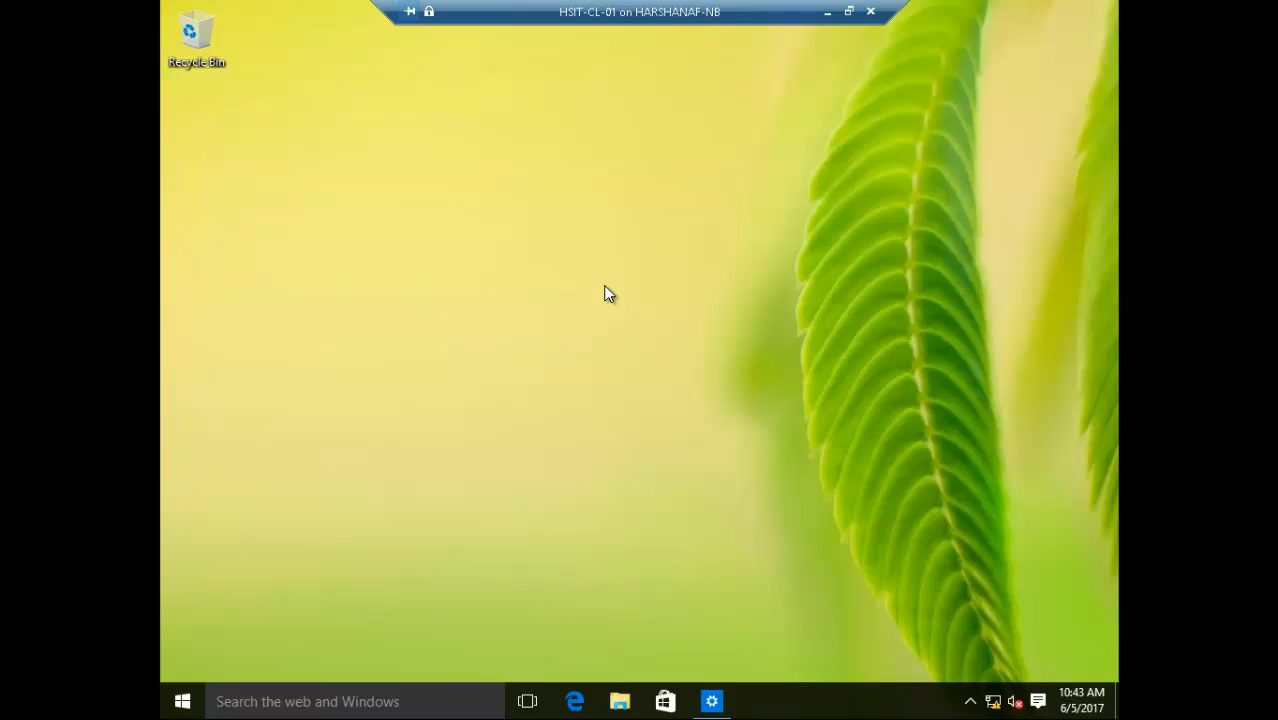 HSIT-CL-01 on HARSHANAF-NB
Recycle Bin
Search the web and Windows
10:43 AM
6/5/2017